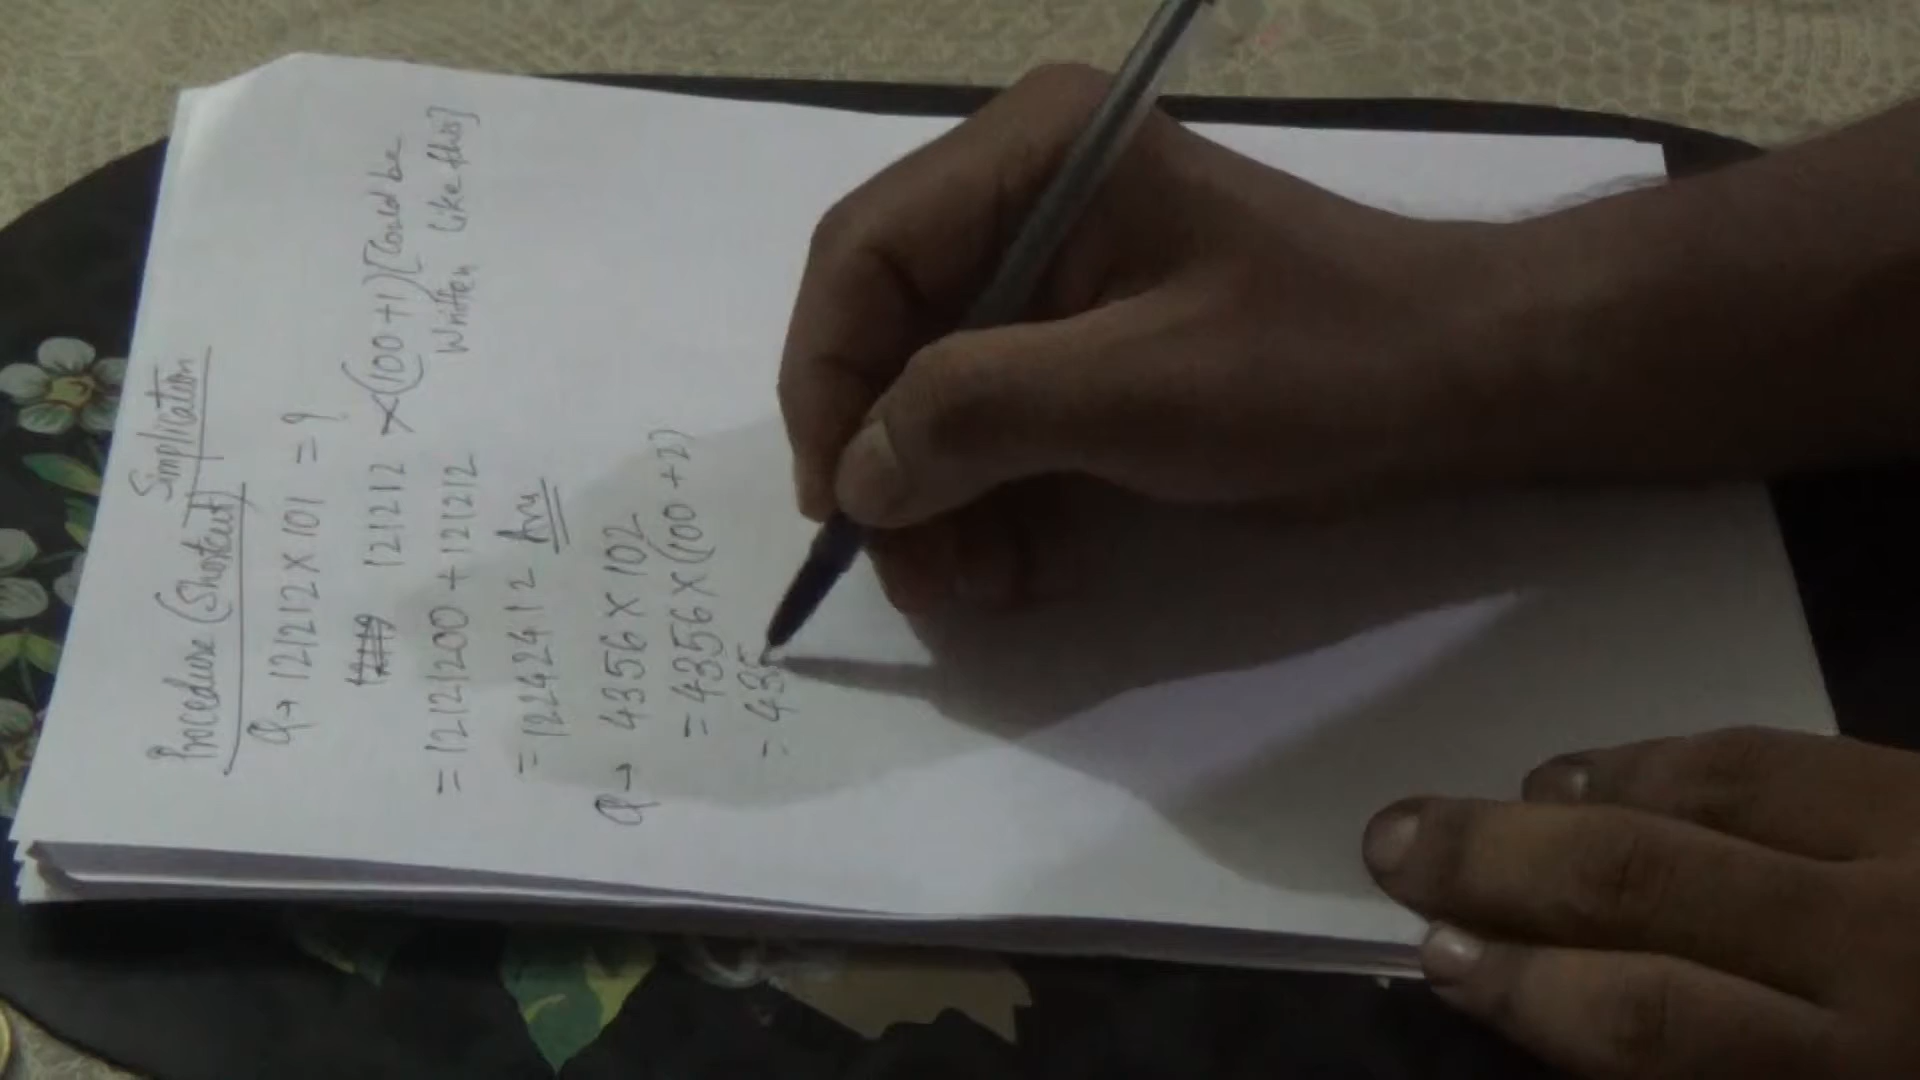 Procedure (Shortcut) Simplication
Q→ 121212 x 101 = ?
121212 x (100+1) [Could be
written like this]
= 12121200 + 121212
= 12242412 Ans
Q→ 4356 x 102
= 4356 x (100+2)
= 435